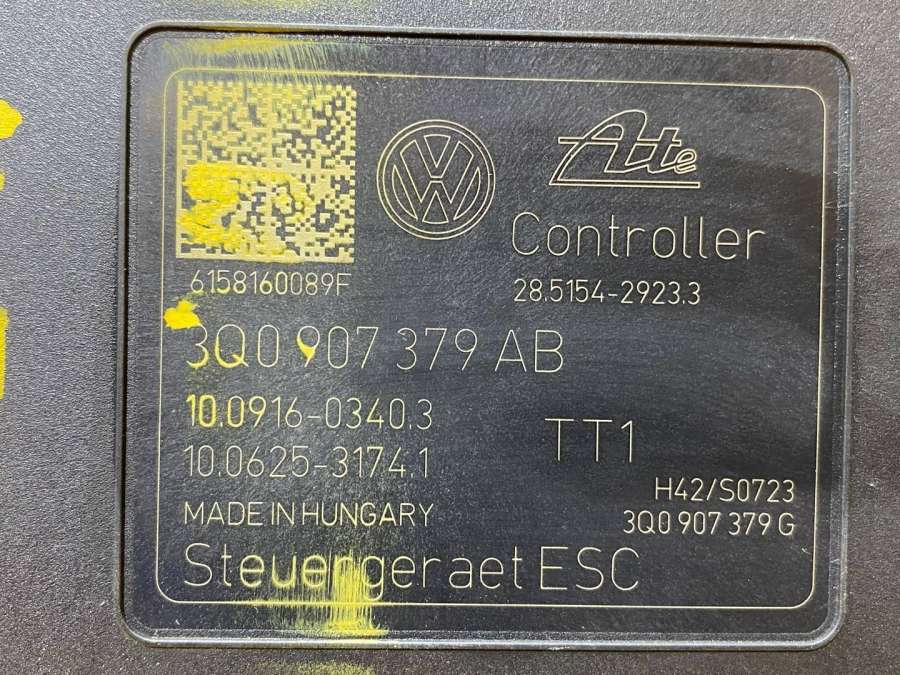 Ate
Controller
6158160089F
28.5154-2923.3
3Q0 907 379 AB
10.0916-0340.3
10.0625-3174.1
TT1
H42/S0723
MADE IN HUNGARY
3Q0 907 379 G
Steuergeraet ESC